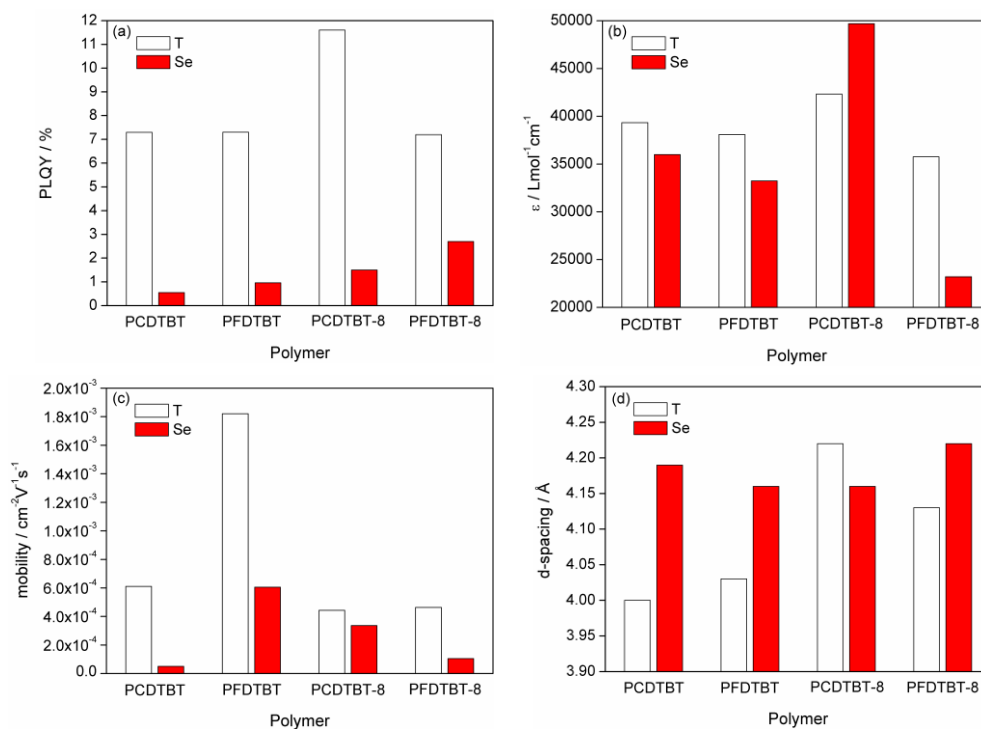 (a)
T
Se
12
11
10
9
8
7
6
5
4
3
2
1
0
PLQY / %
PCDTBT PFDTBT PCDTBT-8 PFDTBT-8
Polymer
(b)
T
Se
50000
45000
40000
35000
30000
25000
20000
ε / Lmol⁻¹cm⁻¹
PCDTBT PFDTBT PCDTBT-8 PFDTBT-8
Polymer
(c)
T
Se
2.0x10⁻³
1.8x10⁻³
1.6x10⁻³
1.4x10⁻³
1.2x10⁻³
1.0x10⁻³
8.0x10⁻⁴
6.0x10⁻⁴
4.0x10⁻⁴
2.0x10⁻⁴
0.0
mobility / cm⁻²V⁻¹s⁻¹
PCDTBT PFDTBT PCDTBT-8 PFDTBT-8
Polymer
(d)
T
Se
4.30
4.25
4.20
4.15
4.10
4.05
4.00
3.95
3.90
d-spacing / Å
PCDTBT PFDTBT PCDTBT-8 PFDTBT-8
Polymer